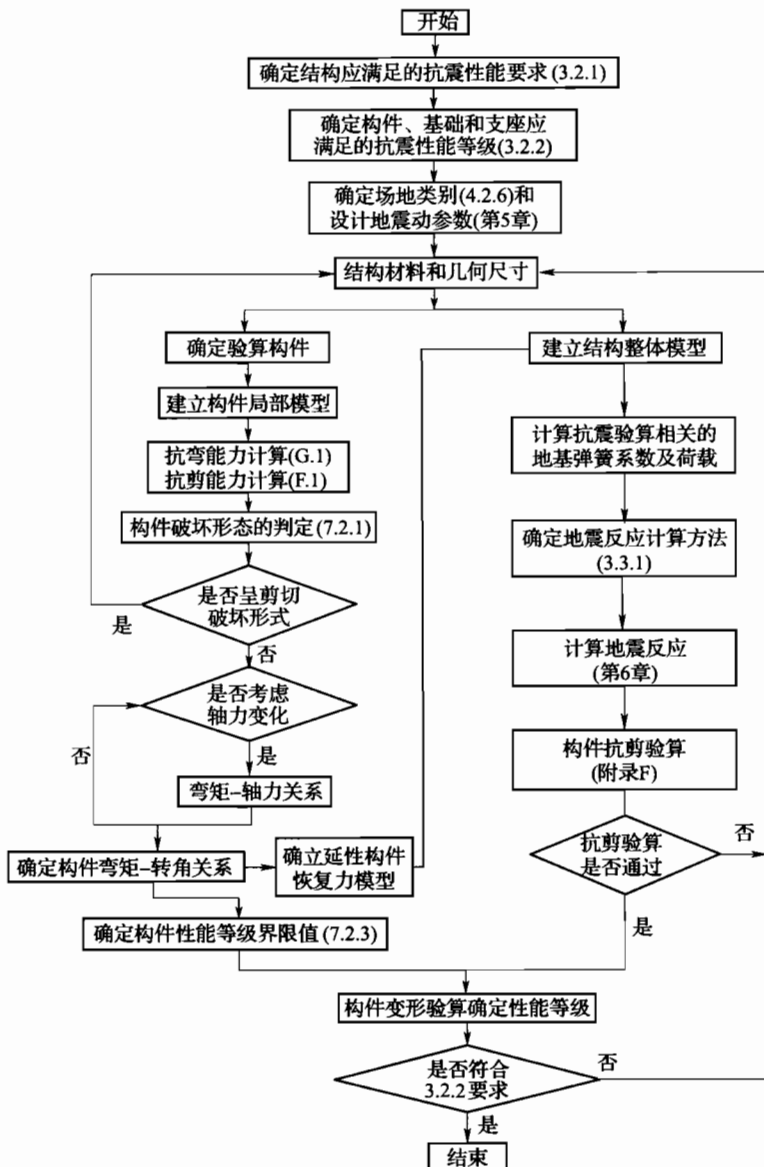 开始
确定结构应满足的抗震性能要求(3.2.1)
确定构件、基础和支座应
满足的抗震性能等级(3.2.2)
确定场地类别(4.2.6)和
设计地震动参数(第5章)
结构材料和几何尺寸
确定验算构件
建立构件局部模型
抗弯能力计算(G.1)
抗剪能力计算(F.1)
构件破坏形态的判定(7.2.1)
是否呈剪切
破坏形式
是
否
是否考虑
轴力变化
否
是
弯矩–轴力关系
确定构件弯矩–转角关系
确立延性构件
恢复力模型
确定构件性能等级界限值(7.2.3)
建立结构整体模型
计算抗震验算相关的
地基弹簧系数及荷载
确定地震反应计算方法
(3.3.1)
计算地震反应
(第6章)
构件抗剪验算
(附录F)
抗剪验算
是否通过
否
是
构件变形验算确定性能等级
是否符合
3.2.2要求
否
是
结束